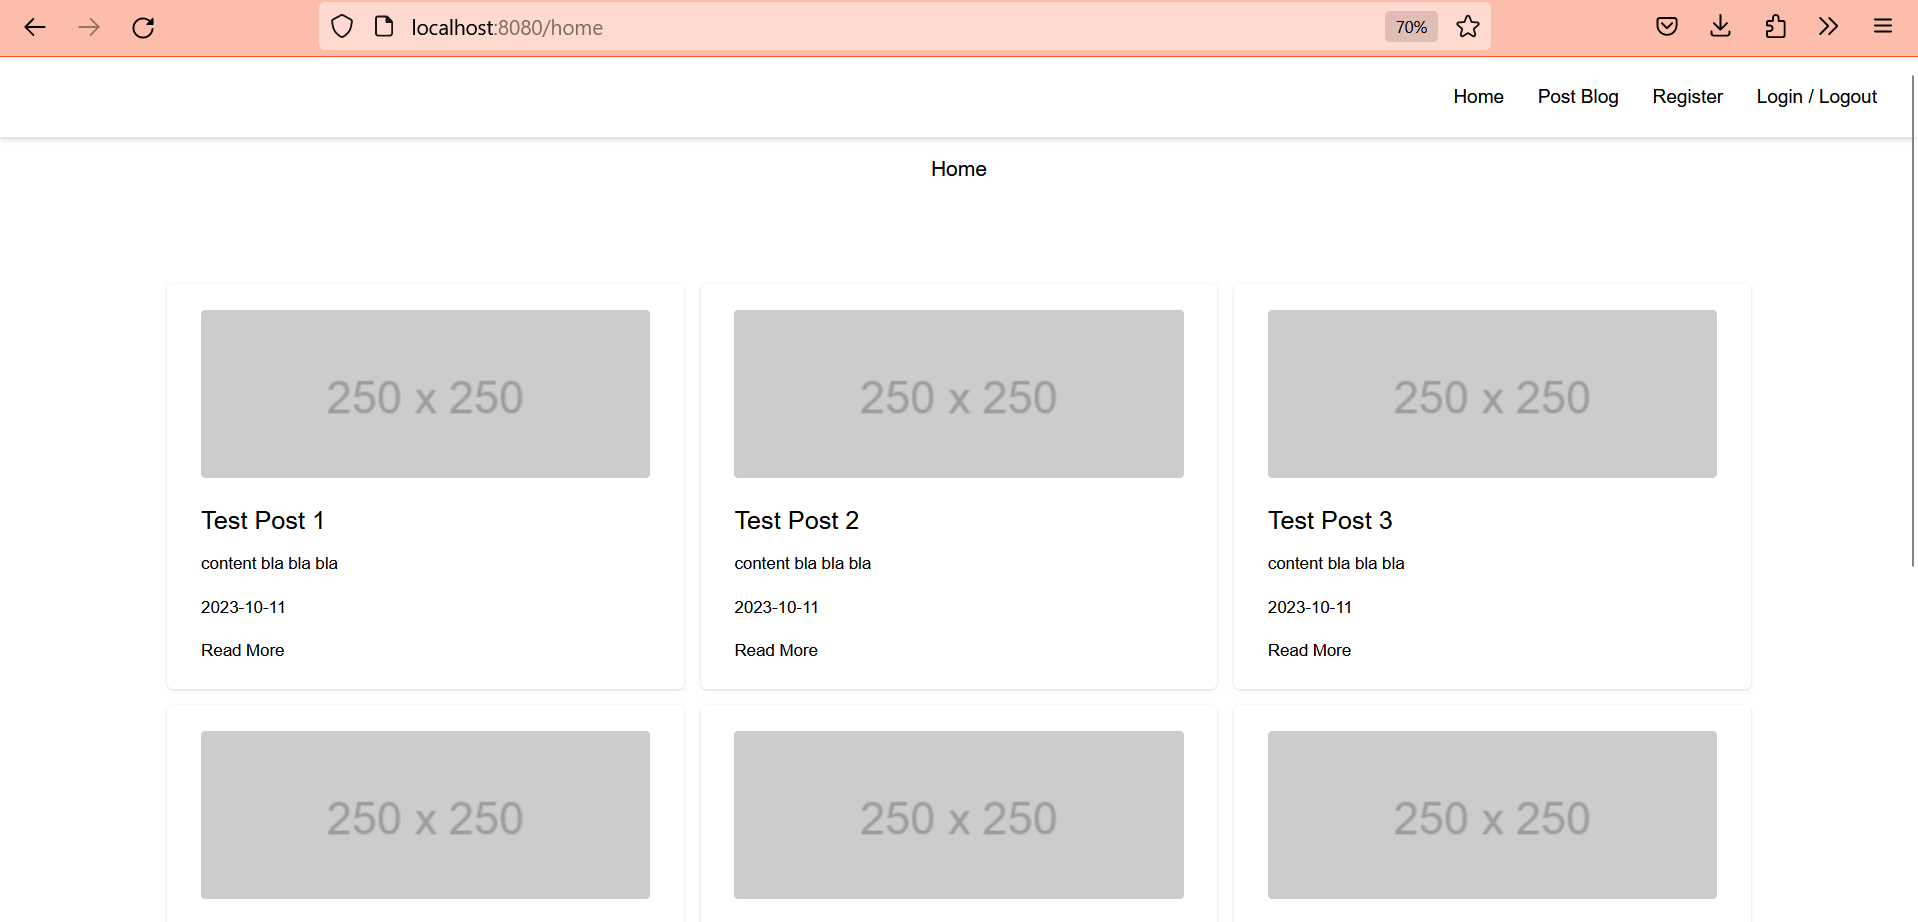 localhost:8080/home 70%
Home Post Blog Register Login / Logout
Home
250 x 250 250 x 250 250 x 250
Test Post 1 Test Post 2 Test Post 3
content bla bla bla content bla bla bla content bla bla bla
2023-10-11 2023-10-11 2023-10-11
Read More Read More Read More
250 x 250 250 x 250 250 x 250